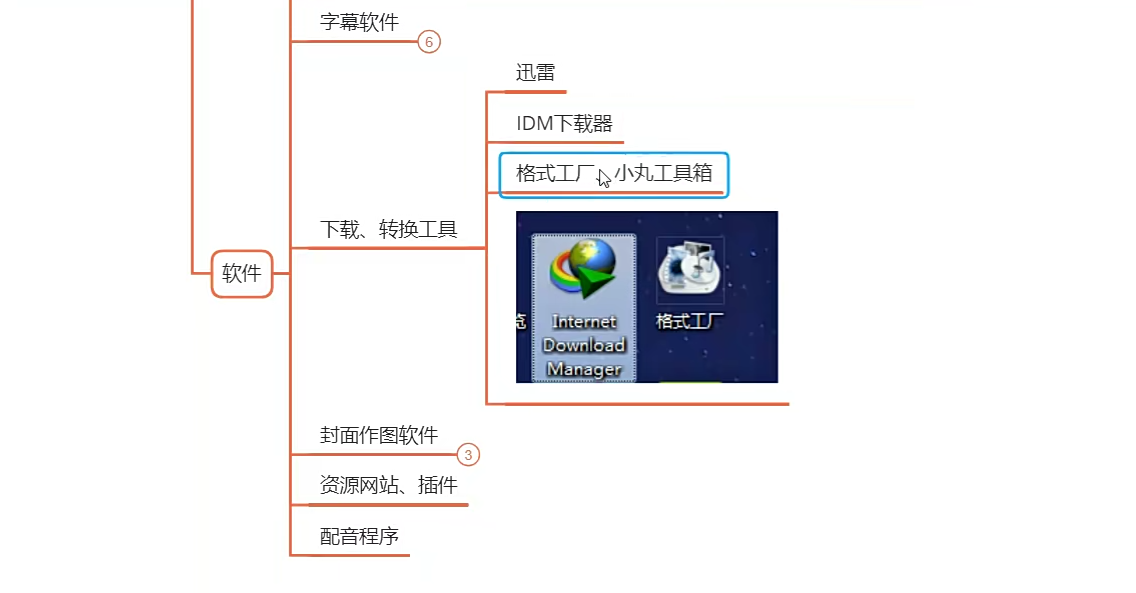 字幕软件
6
迅雷
IDM下载器
格式工厂、小丸工具箱
下载、转换工具
软件
览
Internet
Download
Manager
格式工厂
封面作图软件
3
资源网站、插件
配音程序